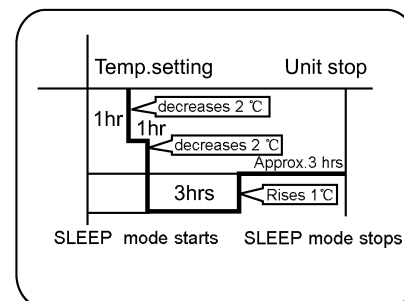 Temp.setting Unit stop
decreases 2 ℃
1hr 1hr
decreases 2 ℃
Approx.3 hrs
3hrs Rises 1℃
SLEEP mode starts SLEEP mode stops